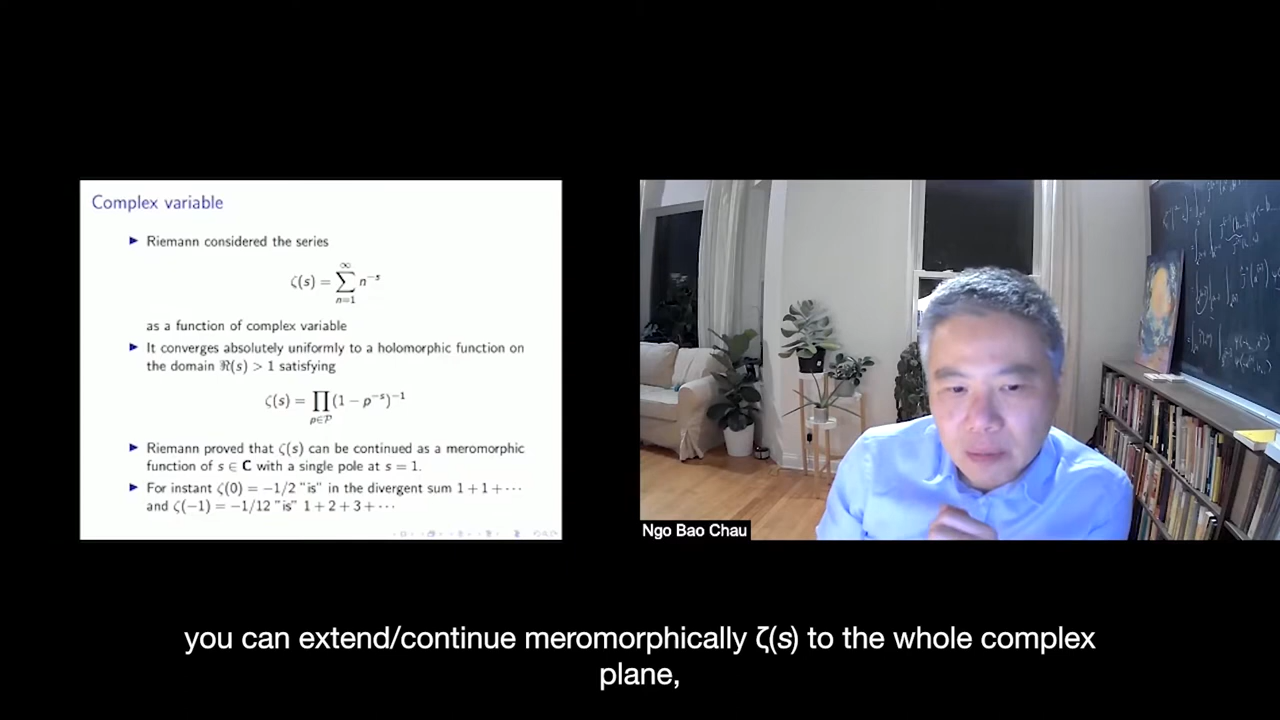 Complex variable
▶ Riemann considered the series
ζ(s) = ∑_{n=1}^{∞} n^{-s}
as a function of complex variable
▶ It converges absolutely uniformly to a holomorphic function on
the domain ℜ(s) > 1 satisfying
ζ(s) = ∏_{p∈𝒫} (1 − p^{-s})^{-1}
▶ Riemann proved that ζ(s) can be continued as a meromorphic
function of s ∈ C with a single pole at s = 1.
▶ For instant ζ(0) = −1/2 "is" in the divergent sum 1 + 1 + ···
and ζ(−1) = −1/12 "is" 1 + 2 + 3 + ···
Ngo Bao Chau
you can extend/continue meromorphically ζ(s) to the whole complex
plane,